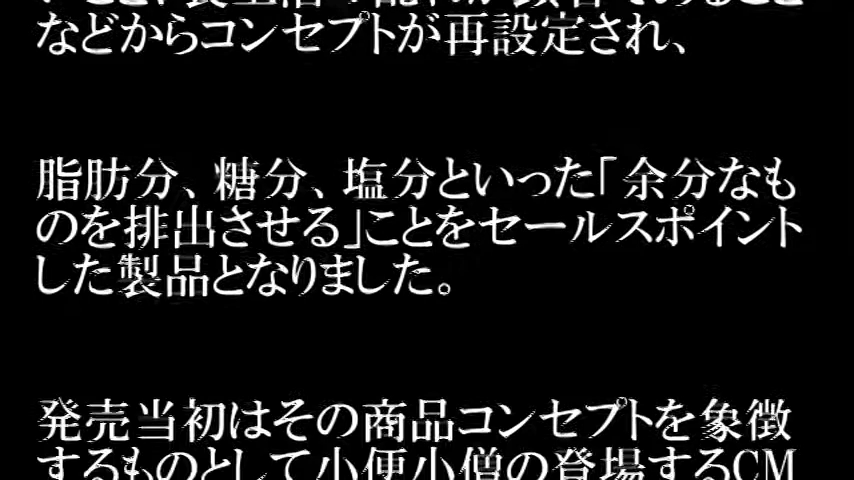 などからコンセプトが再設定され、
脂肪分、糖分、塩分といった「余分なも
のを排出させる」ことをセールスポイント
した製品となりました。
発売当初はその商品コンセプトを象徴
するものとして小便小僧の登場するCM